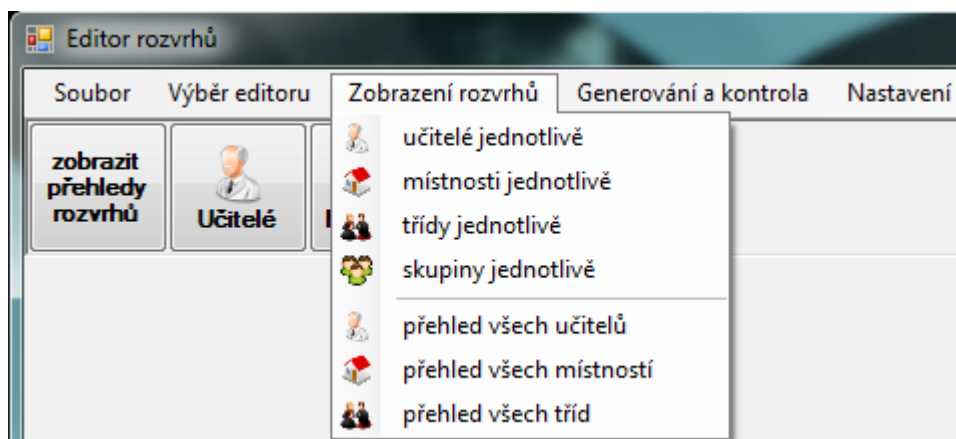 Editor rozvrhů
Soubor Výběr editoru Zobrazení rozvrhů Generování a kontrola Nastavení
zobrazit
přehledy
rozvrhů
Učitelé
učitelé jednotlivě
místnosti jednotlivě
třídy jednotlivě
skupiny jednotlivě
přehled všech učitelů
přehled všech místností
přehled všech tříd